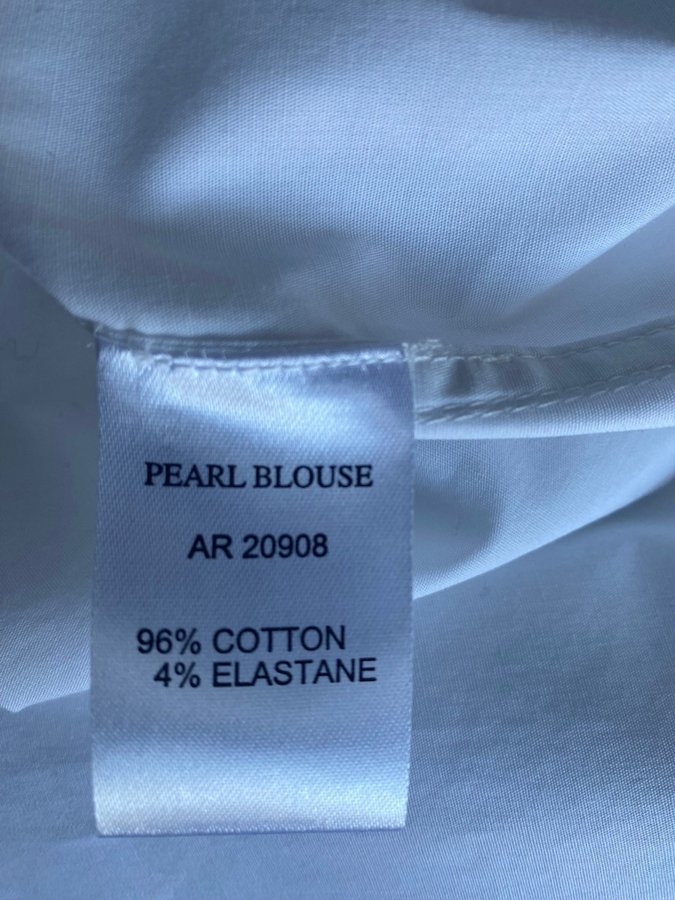 PEARL BLOUSE
AR 20908
96% COTTON
4% ELASTANE